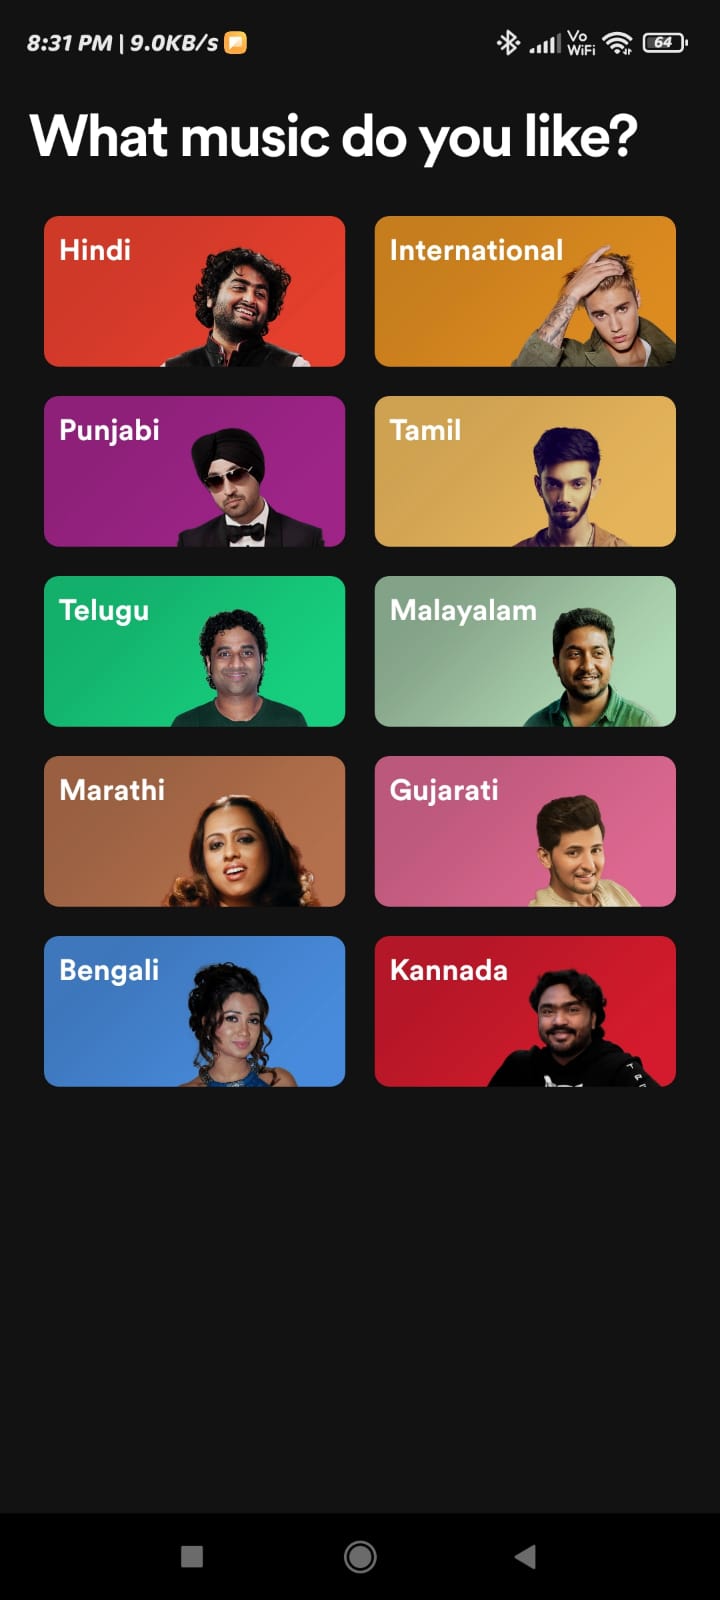 8:31 PM | 9.0KB/s
Vo
WiFi
64
What music do you like?
Hindi
International
Punjabi
Tamil
Telugu
Malayalam
Marathi
Gujarati
Bengali
Kannada